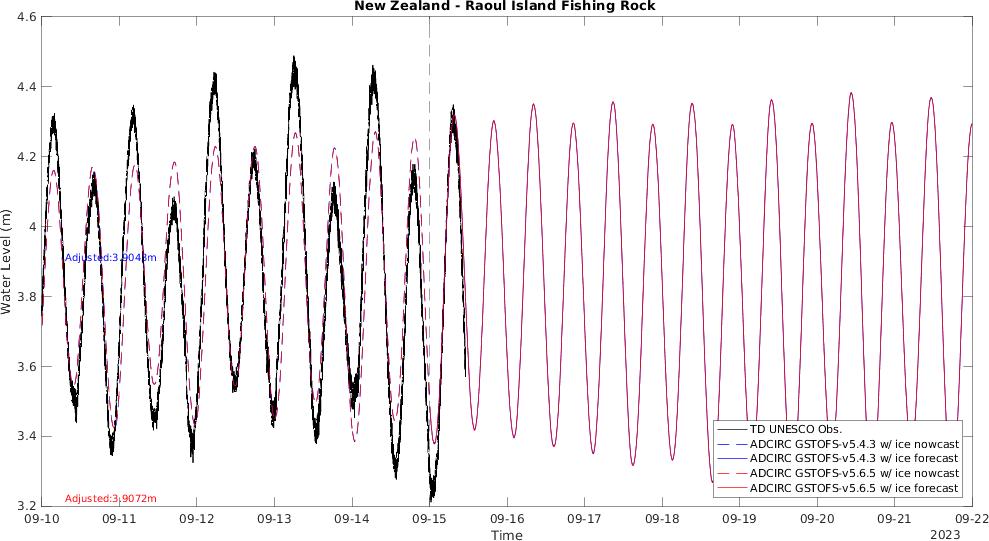 New Zealand - Raoul Island Fishing Rock
4.6
4.4
4.2
4
3.8
3.6
3.4
3.2
Water Level (m)
Adjusted:3.9043m
Adjusted:3.9072m
TD UNESCO Obs.
ADCIRC GSTOFS-v5.4.3 w/ ice nowcast
ADCIRC GSTOFS-v5.4.3 w/ ice forecast
ADCIRC GSTOFS-v5.6.5 w/ ice nowcast
ADCIRC GSTOFS-v5.6.5 w/ ice forecast
09-10 09-11 09-12 09-13 09-14 09-15 09-16 09-17 09-18 09-19 09-20 09-21 09-22
Time
2023